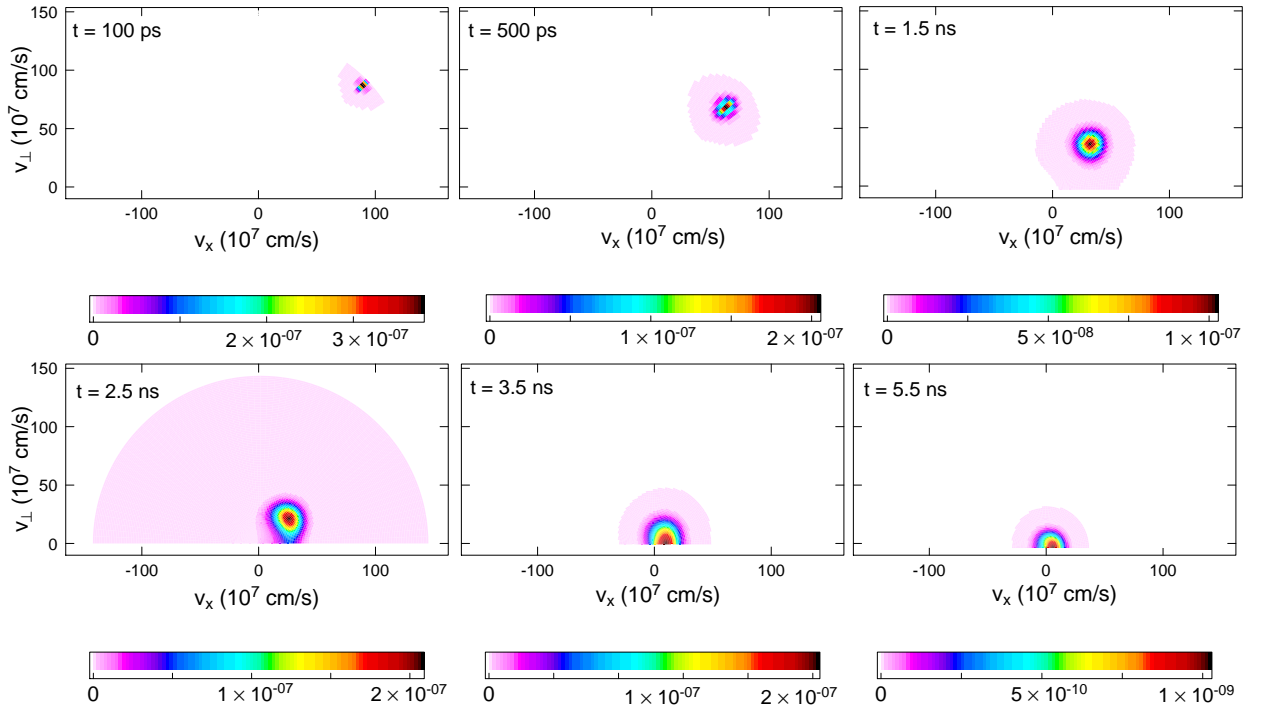 t = 100 ps
t = 500 ps
t = 1.5 ns
150
100
50
0
v⊥ (10⁷ cm/s)
-100 0 100
-100 0 100
-100 0 100
vₓ (10⁷ cm/s)
vₓ (10⁷ cm/s)
vₓ (10⁷ cm/s)
0 2 × 10⁻⁰⁷ 3 × 10⁻⁰⁷
0 1 × 10⁻⁰⁷ 2 × 10⁻⁰⁷
0 5 × 10⁻⁰⁸ 1 × 10⁻⁰⁷
t = 2.5 ns
t = 3.5 ns
t = 5.5 ns
150
100
50
0
v⊥ (10⁷ cm/s)
-100 0 100
-100 0 100
-100 0 100
vₓ (10⁷ cm/s)
vₓ (10⁷ cm/s)
vₓ (10⁷ cm/s)
0 1 × 10⁻⁰⁷ 2 × 10⁻⁰⁷
0 1 × 10⁻⁰⁷ 2 × 10⁻⁰⁷
0 5 × 10⁻¹⁰ 1 × 10⁻⁰⁹